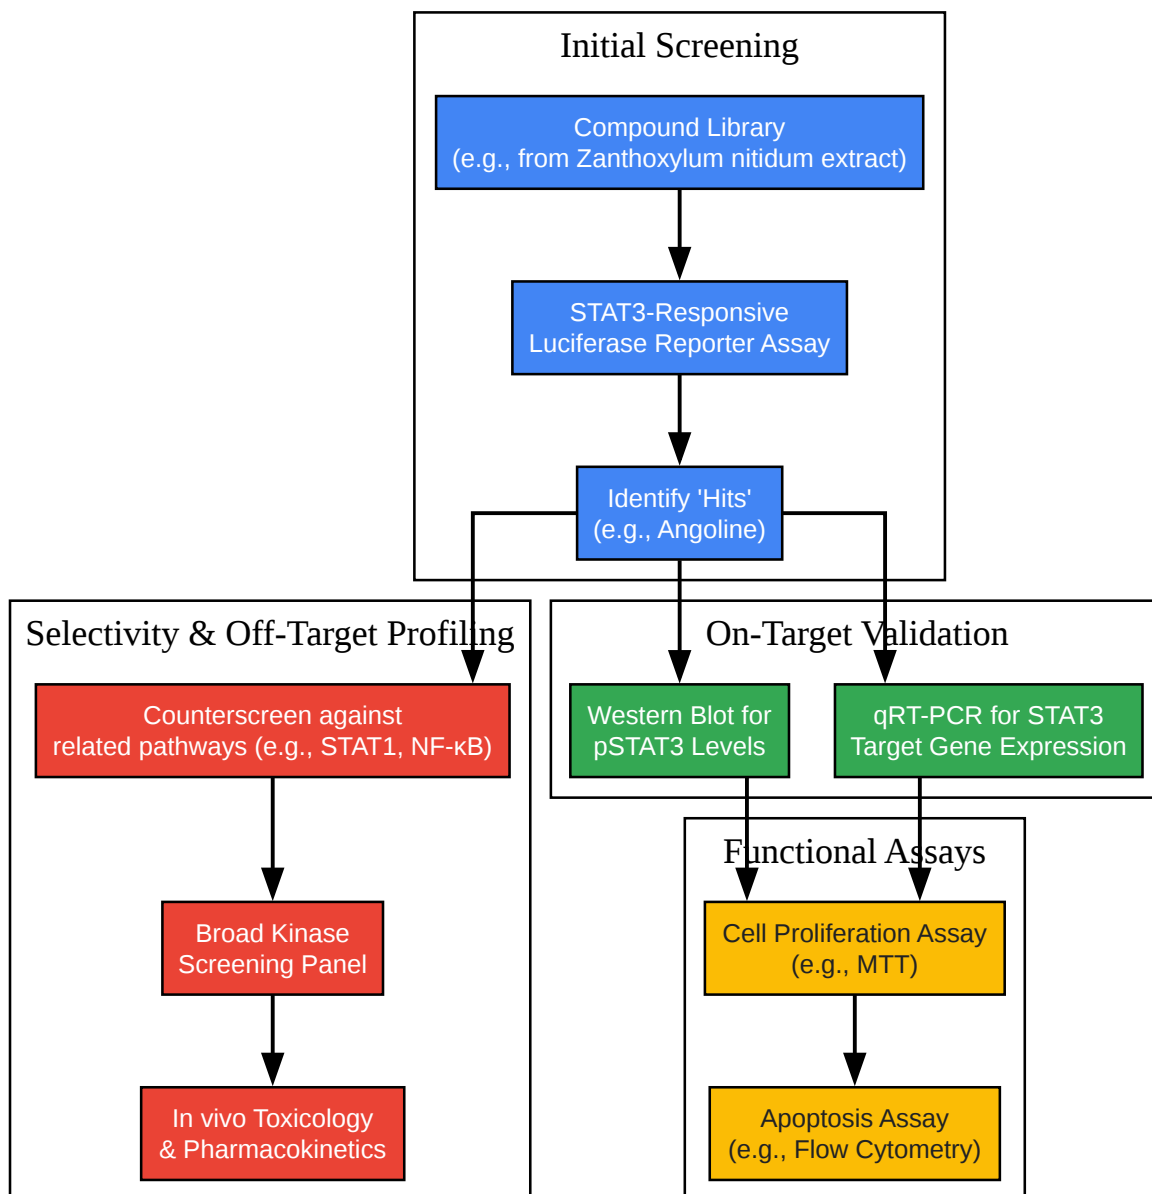 Initial Screening
Compound Library
(e.g., from Zanthoxylum nitidum extract)
STAT3-Responsive
Luciferase Reporter Assay
Identify 'Hits'
(e.g., Angoline)
Selectivity & Off-Target Profiling
Counterscreen against
related pathways (e.g., STAT1, NF-κB)
Broad Kinase
Screening Panel
In vivo Toxicology
& Pharmacokinetics
On-Target Validation
Western Blot for
pSTAT3 Levels
qRT-PCR for STAT3
Target Gene Expression
Functional Assays
Cell Proliferation Assay
(e.g., MTT)
Apoptosis Assay
(e.g., Flow Cytometry)